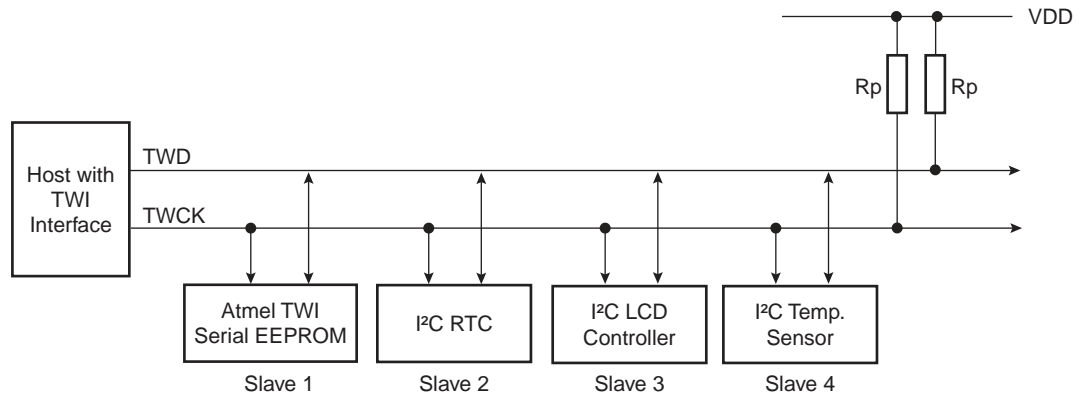 VDD
Rp
Rp
Host with
TWI
Interface
TWD
TWCK
Atmel TWI
Serial EEPROM
I²C RTC
I²C LCD
Controller
I²C Temp.
Sensor
Slave 1
Slave 2
Slave 3
Slave 4